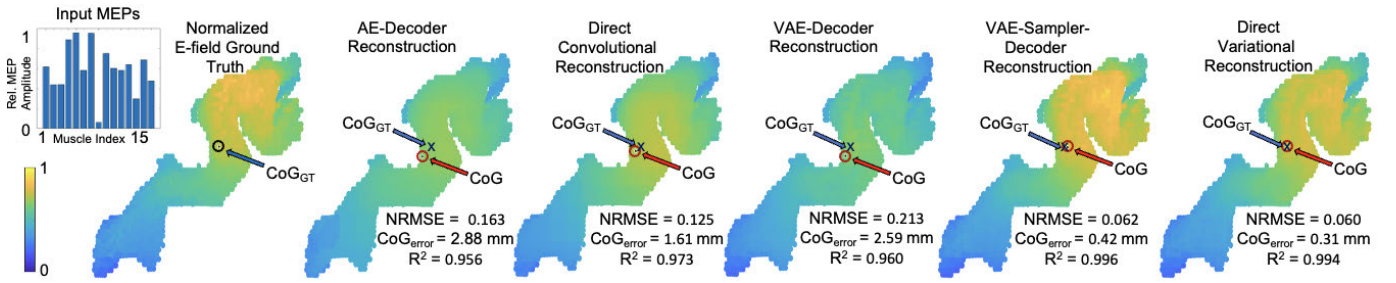 Input MEPs
1
Rel. MEP
Amplitude
0
1
Muscle Index
15
1
0
Normalized
E-field Ground
Truth
CoG_GT
AE-Decoder
Reconstruction
CoG_GT
x
CoG
NRMSE = 0.163
CoG_error = 2.88 mm
R² = 0.956
Direct
Convolutional
Reconstruction
CoG_GT
x
CoG
NRMSE = 0.125
CoG_error = 1.61 mm
R² = 0.973
VAE-Decoder
Reconstruction
CoG_GT
x
CoG
NRMSE = 0.213
CoG_error = 2.59 mm
R² = 0.960
VAE-Sampler-
Decoder
Reconstruction
CoG_GT
x
CoG
NRMSE = 0.062
CoG_error = 0.42 mm
R² = 0.996
Direct
Variational
Reconstruction
CoG_GT
x
CoG
NRMSE = 0.060
CoG_error = 0.31 mm
R² = 0.994